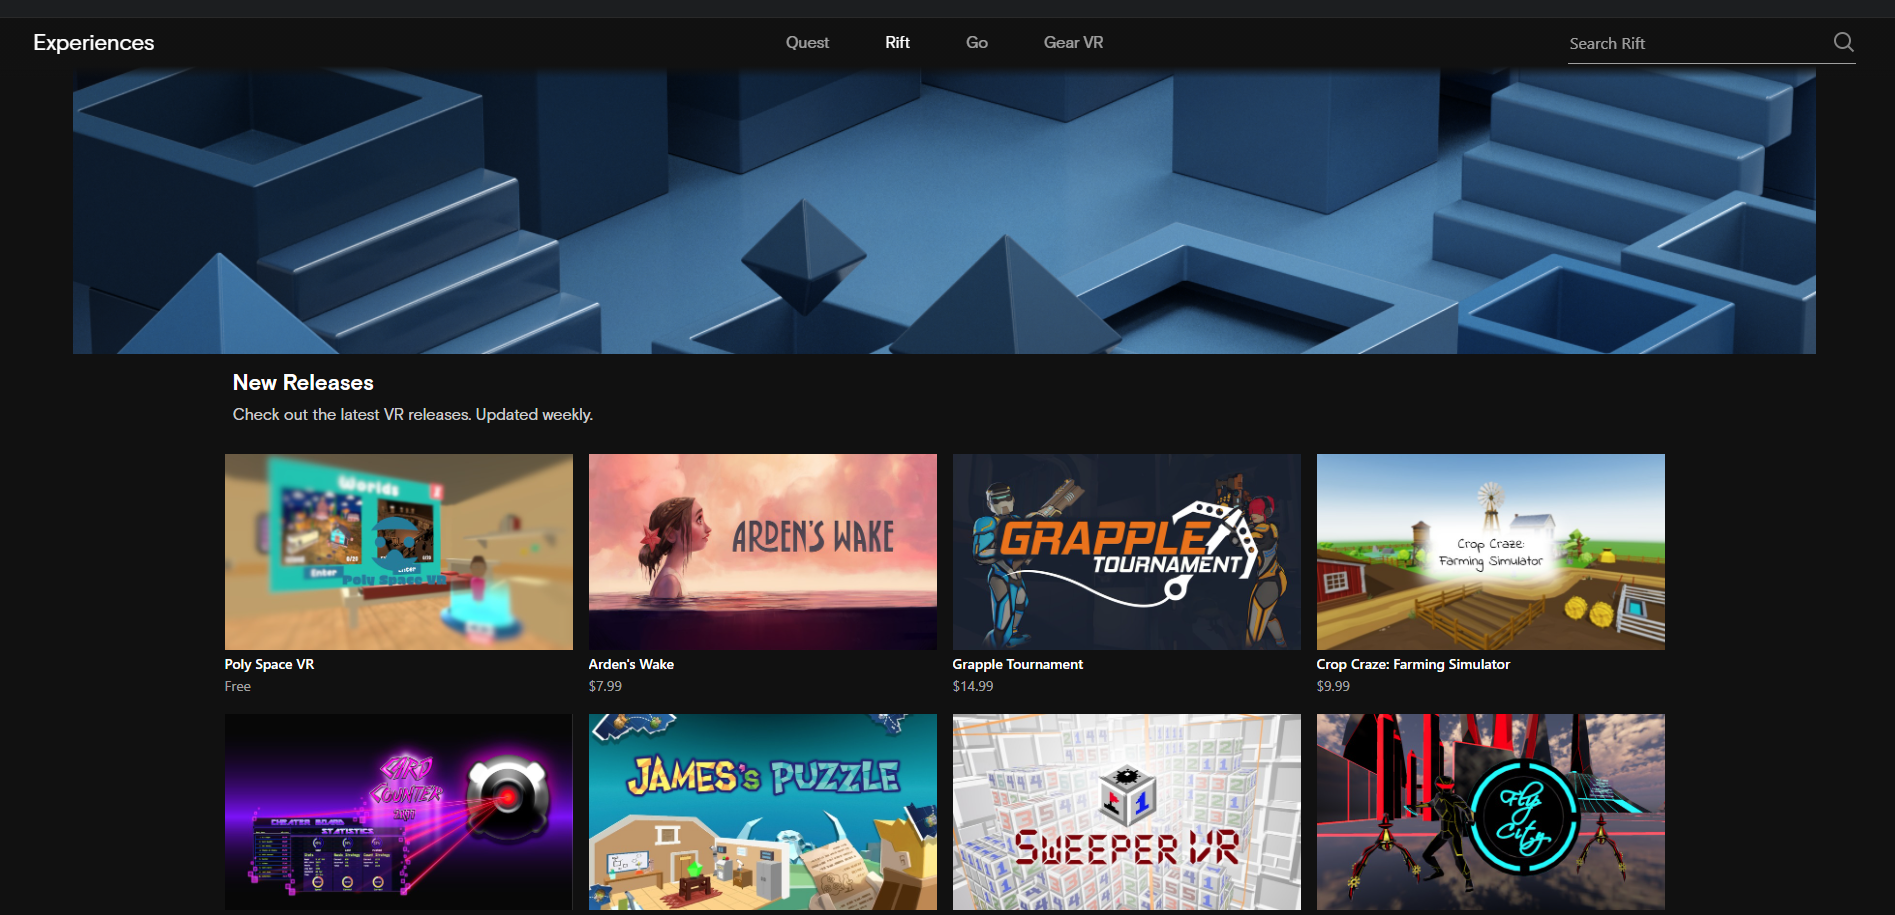 Experiences
Quest
Rift
Go
Gear VR
Search Rift
New Releases
Check out the latest VR releases. Updated weekly.
Worlds
Enter
Enter
Poly Space VR
ARDEN'S WAKE
GRAPPLE
TOURNAMENT
Crop Craze:
Farming Simulator
Poly Space VR
Free
Arden's Wake
$7.99
Grapple Tournament
$14.99
Crop Craze: Farming Simulator
$9.99
CARD
COUNTER
CHEATER BOARD
STATISTICS
JAMES'S PUZZLE
SWEEPER VR
Fly
City